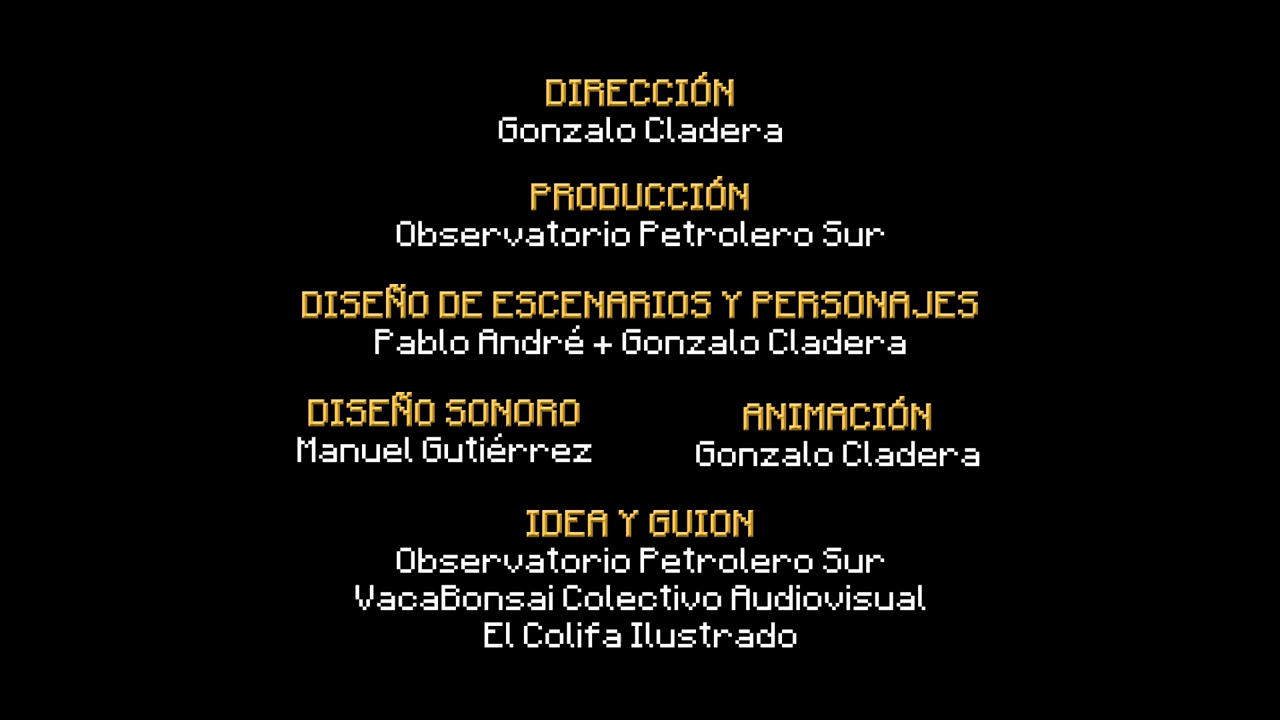 DIRECCIÓN
Gonzalo Cladera
PRODUCCIÓN
Observatorio Petrolero Sur
DISEÑO DE ESCENARIOS Y PERSONAJES
Pablo André + Gonzalo Cladera
DISEÑO SONORO
Manuel Gutiérrez
ANIMACIÓN
Gonzalo Cladera
IDEA Y GUION
Observatorio Petrolero Sur
VacaBonsai Colectivo Audiovisual
El Colifa Ilustrado